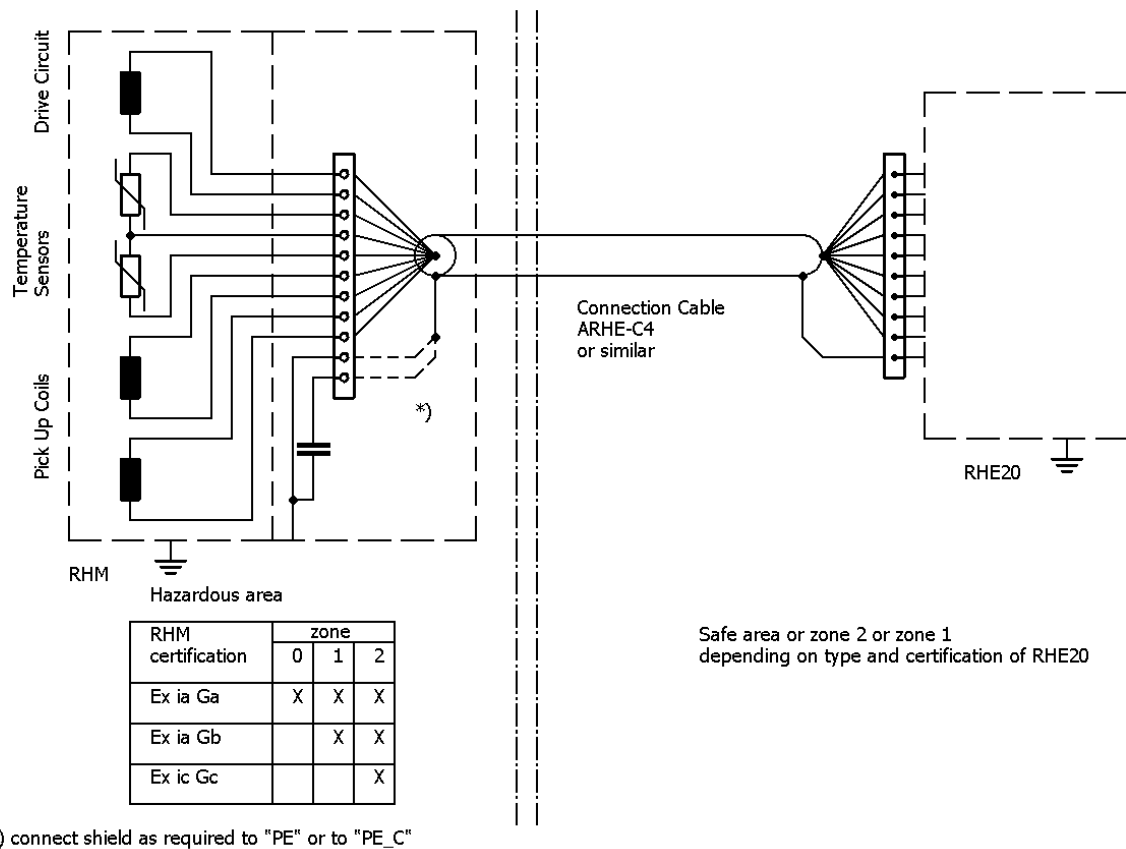 Drive Circuit
Temperature
Sensors
Pick Up Coils
*)
Connection Cable
ARHE-C4
or similar
RHE20
RHM
Hazardous area
RHM
certification
zone
0 1 2
Ex ia Ga X X X
Ex ia Gb X X
Ex ic Gc X
Safe area or zone 2 or zone 1
depending on type and certification of RHE20
) connect shield as required to "PE" or to "PE_C"